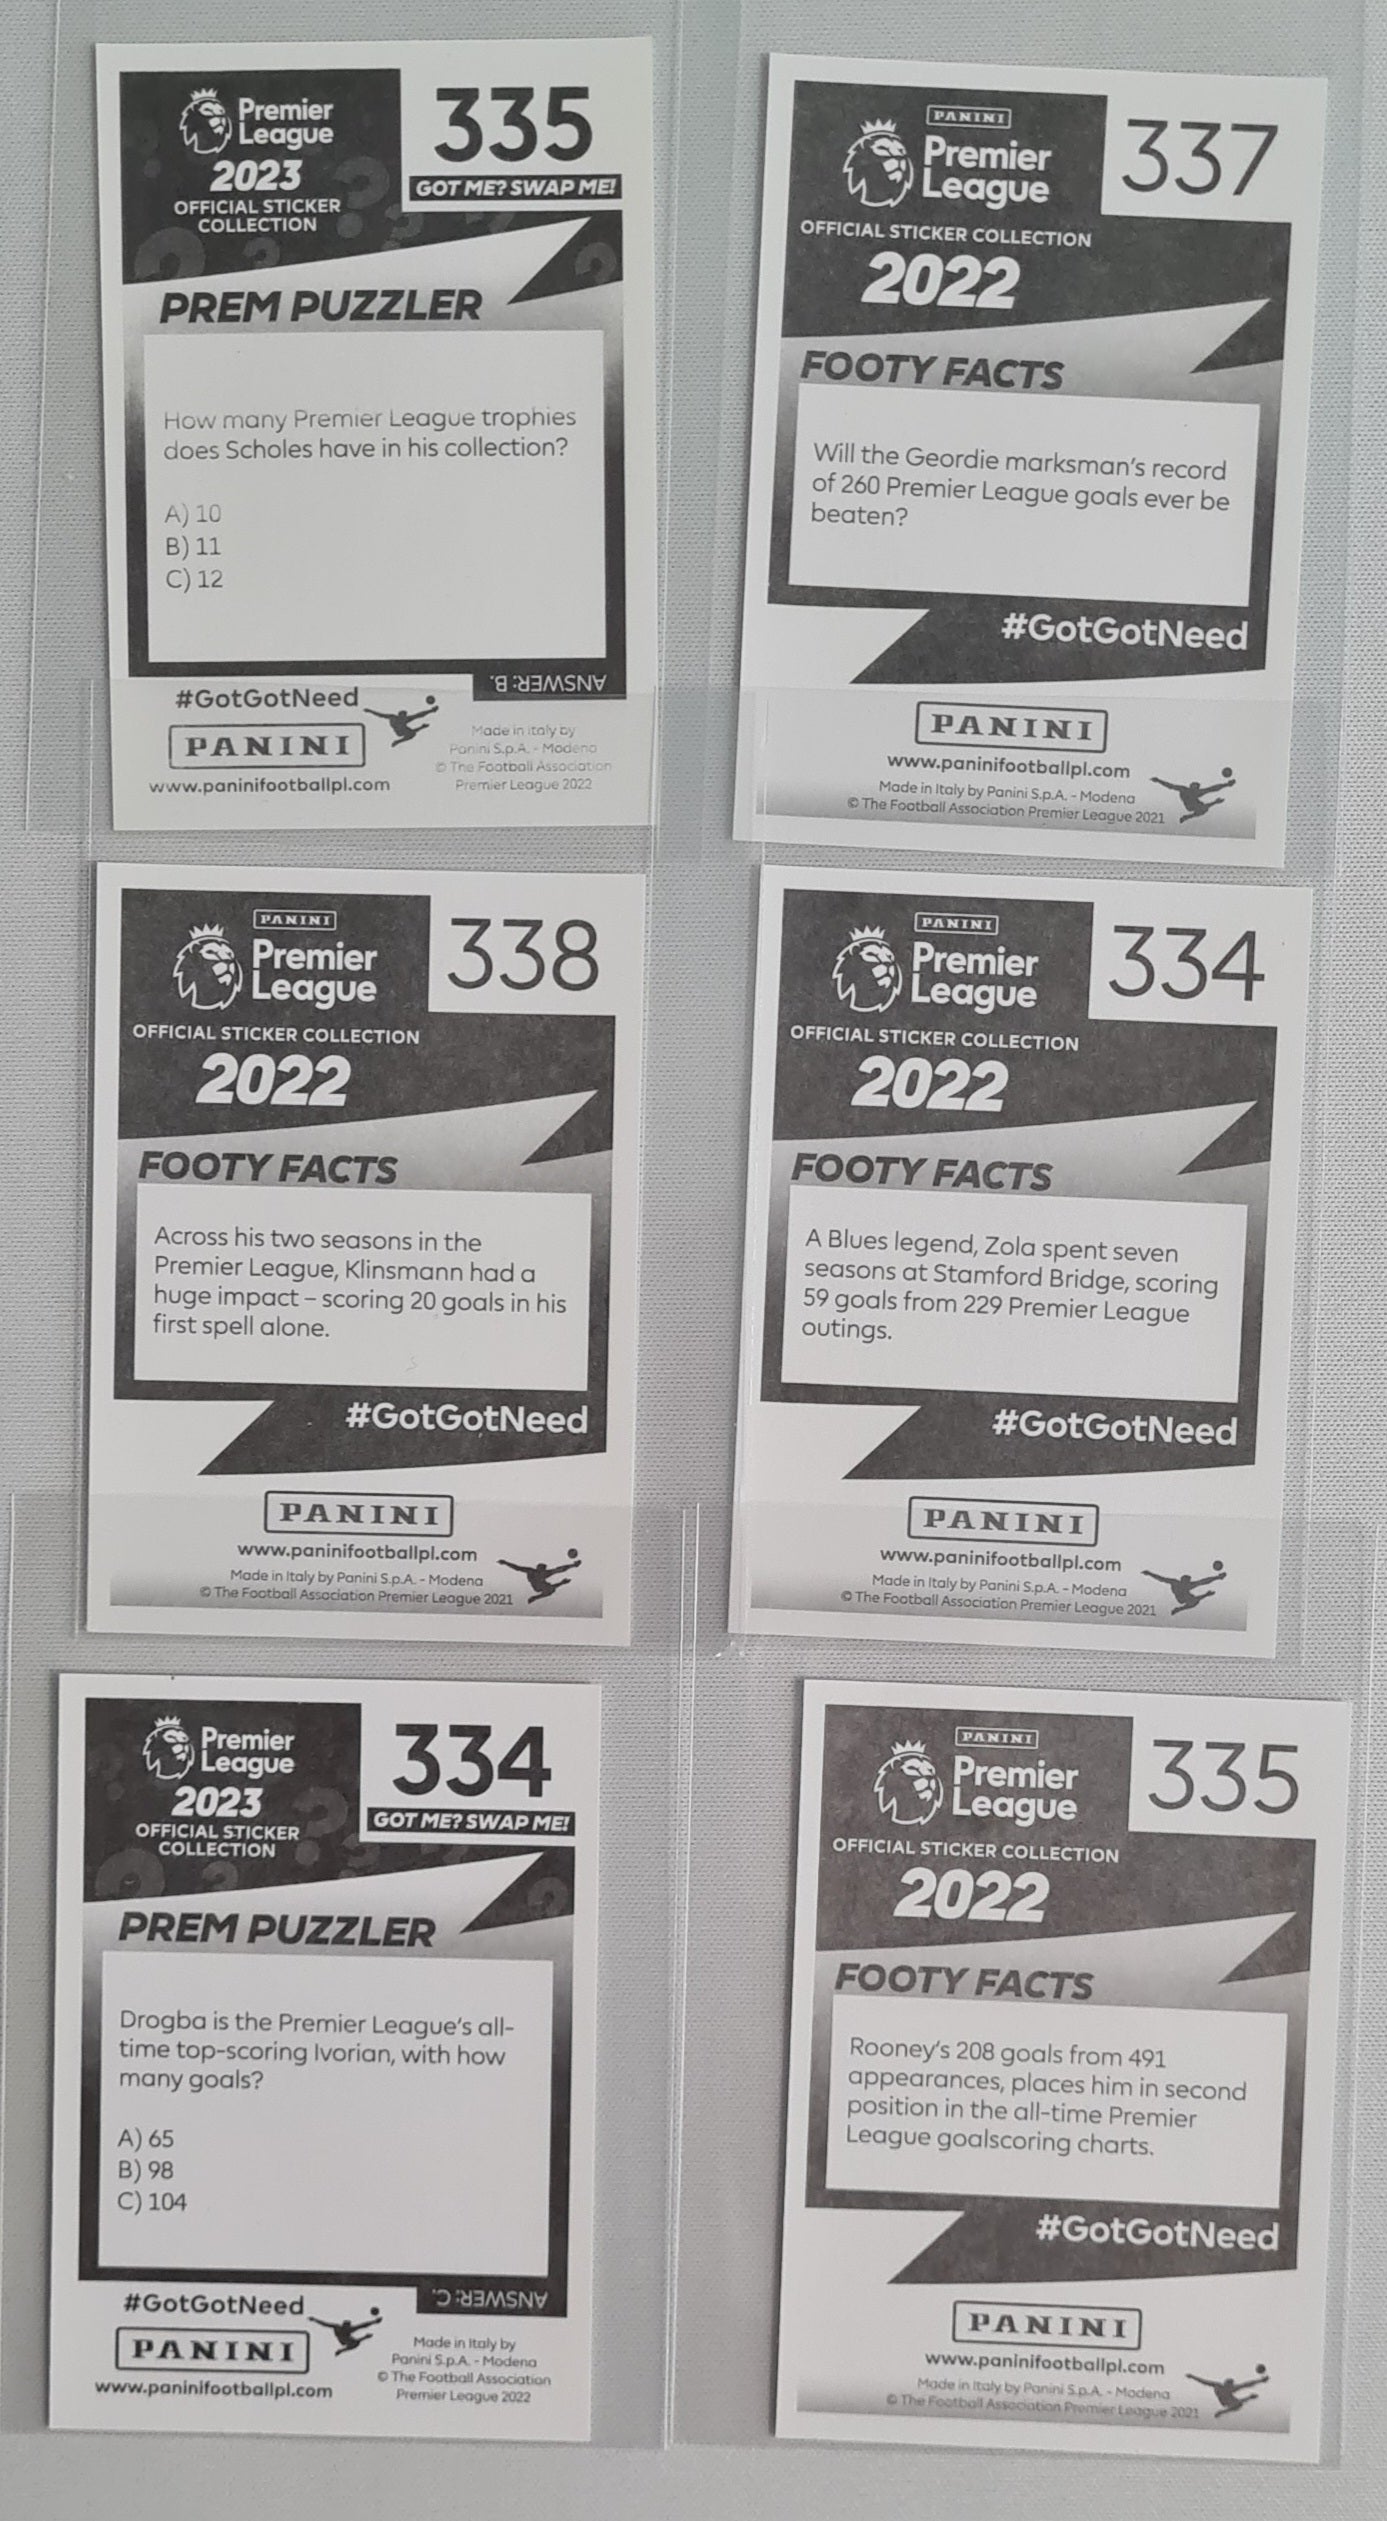 Premier
League
2023
OFFICIAL STICKER
COLLECTION
335
GOT ME? SWAP ME!
PREM PUZZLER
How many Premier League trophies
does Scholes have in his collection?
A) 10
B) 11
C) 12
ANSWER: B.
#GotGotNeed
PANINI
www.paninifootballpl.com
Made in Italy by
Panini S.p.A. - Modena
© The Football Association
Premier League 2022
PANINI
Premier
League
337
OFFICIAL STICKER COLLECTION
2022
FOOTY FACTS
Will the Geordie marksman's record
of 260 Premier League goals ever be
beaten?
#GotGotNeed
PANINI
www.paninifootballpl.com
Made in Italy by Panini S.p.A. - Modena
© The Football Association Premier League 2021
PANINI
Premier
League
338
OFFICIAL STICKER COLLECTION
2022
FOOTY FACTS
Across his two seasons in the
Premier League, Klinsmann had a
huge impact – scoring 20 goals in his
first spell alone.
#GotGotNeed
PANINI
www.paninifootballpl.com
Made in Italy by Panini S.p.A. - Modena
© The Football Association Premier League 2021
PANINI
Premier
League
334
OFFICIAL STICKER COLLECTION
2022
FOOTY FACTS
A Blues legend, Zola spent seven
seasons at Stamford Bridge, scoring
59 goals from 229 Premier League
outings.
#GotGotNeed
PANINI
www.paninifootballpl.com
Made in Italy by Panini S.p.A. - Modena
© The Football Association Premier League 2021
Premier
League
2023
OFFICIAL STICKER
COLLECTION
334
GOT ME? SWAP ME!
PREM PUZZLER
Drogba is the Premier League's all-
time top-scoring Ivorian, with how
many goals?
A) 65
B) 98
C) 104
ANSWER: C.
#GotGotNeed
PANINI
www.paninifootballpl.com
Made in Italy by
Panini S.p.A. - Modena
© The Football Association
Premier League 2022
PANINI
Premier
League
335
OFFICIAL STICKER COLLECTION
2022
FOOTY FACTS
Rooney's 208 goals from 491
appearances, places him in second
position in the all-time Premier
League goalscoring charts.
#GotGotNeed
PANINI
www.paninifootballpl.com
Made in Italy by Panini S.p.A. - Modena
© The Football Association Premier League 2021